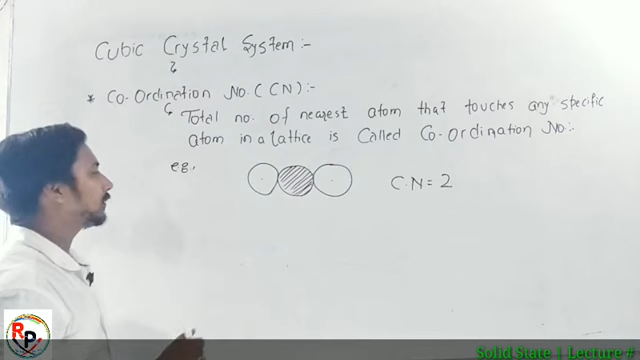 Cubic Crystal System:-
* Co-Ordination No. (CN):-
Total no. of nearest atom that touches any specific
atom in a lattice is called Co-ordination No:-
eg.
C.N = 2
RP
Solid State | Lecture #